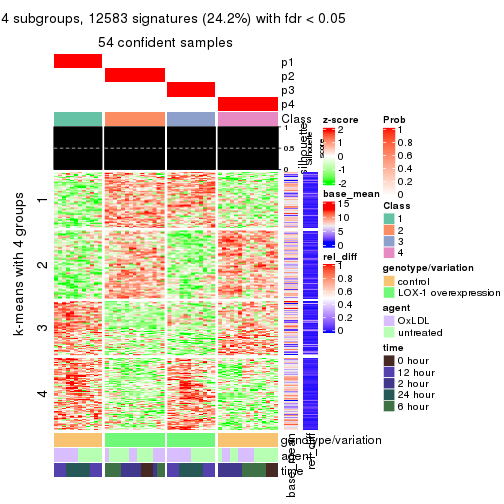 4 subgroups, 12583 signatures (24.2%) with fdr < 0.05
54 confident samples
p1
p2
p3
p4
Class
1
0.5
0
silhouette
Silhouette
score
k-means with 4 groups
1
2
3
4
genotype/variation
agent
time
base_mean
rel_diff
z-score
2
1
0
-1
-2
base_mean
15
10
5
0
rel_diff
1
0.8
0.6
0.4
0.2
0
Prob
1
0.8
0.6
0.4
0.2
0
Class
1
2
3
4
genotype/variation
control
LOX-1 overexpression
agent
OxLDL
untreated
time
0 hour
12 hour
2 hour
24 hour
6 hour